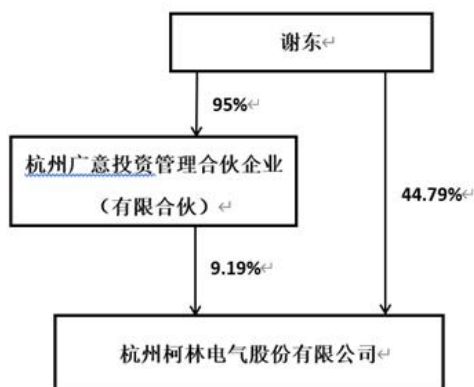 谢东
95%
杭州广意投资管理合伙企业
（有限合伙）
44.79%
9.19%
杭州柯林电气股份有限公司